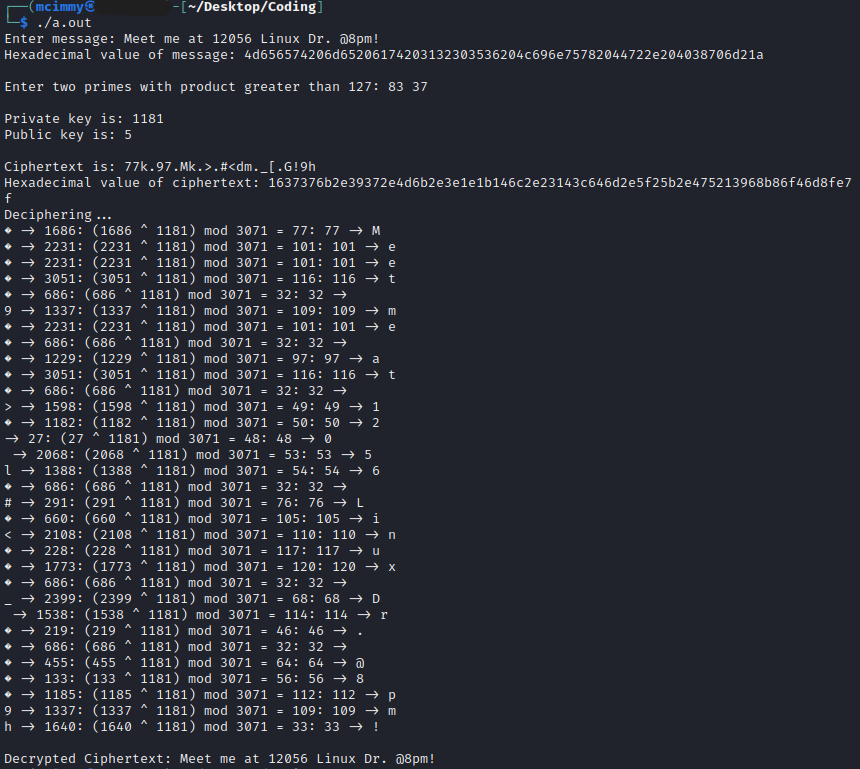 ┌──(mcimmy㉿ -[~/Desktop/Coding]
└─$ ./a.out
Enter message: Meet me at 12056 Linux Dr. @8pm!
Hexadecimal value of message: 4d656574206d65206174203132303536204c696e75782044722e204038706d21a

Enter two primes with product greater than 127: 83 37

Private key is: 1181
Public key is: 5

Ciphertext is: 77k.97.Mk.>.#<dm._[.G!9h
Hexadecimal value of ciphertext: 1637376b2e39372e4d6b2e3e1e1b146c2e23143c646d2e5f25b2e475213968b86f46d8fe7
f
Deciphering...
� → 1686: (1686 ^ 1181) mod 3071 = 77: 77 → M
� → 2231: (2231 ^ 1181) mod 3071 = 101: 101 → e
� → 2231: (2231 ^ 1181) mod 3071 = 101: 101 → e
� → 3051: (3051 ^ 1181) mod 3071 = 116: 116 → t
� → 686: (686 ^ 1181) mod 3071 = 32: 32 →
9 → 1337: (1337 ^ 1181) mod 3071 = 109: 109 → m
� → 2231: (2231 ^ 1181) mod 3071 = 101: 101 → e
� → 686: (686 ^ 1181) mod 3071 = 32: 32 →
� → 1229: (1229 ^ 1181) mod 3071 = 97: 97 → a
� → 3051: (3051 ^ 1181) mod 3071 = 116: 116 → t
� → 686: (686 ^ 1181) mod 3071 = 32: 32 →
> → 1598: (1598 ^ 1181) mod 3071 = 49: 49 → 1
� → 1182: (1182 ^ 1181) mod 3071 = 50: 50 → 2
→ 27: (27 ^ 1181) mod 3071 = 48: 48 → 0
→ 2068: (2068 ^ 1181) mod 3071 = 53: 53 → 5
l → 1388: (1388 ^ 1181) mod 3071 = 54: 54 → 6
� → 686: (686 ^ 1181) mod 3071 = 32: 32 →
# → 291: (291 ^ 1181) mod 3071 = 76: 76 → L
� → 660: (660 ^ 1181) mod 3071 = 105: 105 → i
< → 2108: (2108 ^ 1181) mod 3071 = 110: 110 → n
� → 228: (228 ^ 1181) mod 3071 = 117: 117 → u
� → 1773: (1773 ^ 1181) mod 3071 = 120: 120 → x
� → 686: (686 ^ 1181) mod 3071 = 32: 32 →
_ → 2399: (2399 ^ 1181) mod 3071 = 68: 68 → D
→ 1538: (1538 ^ 1181) mod 3071 = 114: 114 → r
� → 219: (219 ^ 1181) mod 3071 = 46: 46 → .
� → 686: (686 ^ 1181) mod 3071 = 32: 32 →
� → 455: (455 ^ 1181) mod 3071 = 64: 64 → @
� → 133: (133 ^ 1181) mod 3071 = 56: 56 → 8
� → 1185: (1185 ^ 1181) mod 3071 = 112: 112 → p
9 → 1337: (1337 ^ 1181) mod 3071 = 109: 109 → m
h → 1640: (1640 ^ 1181) mod 3071 = 33: 33 → !

Decrypted Ciphertext: Meet me at 12056 Linux Dr. @8pm!